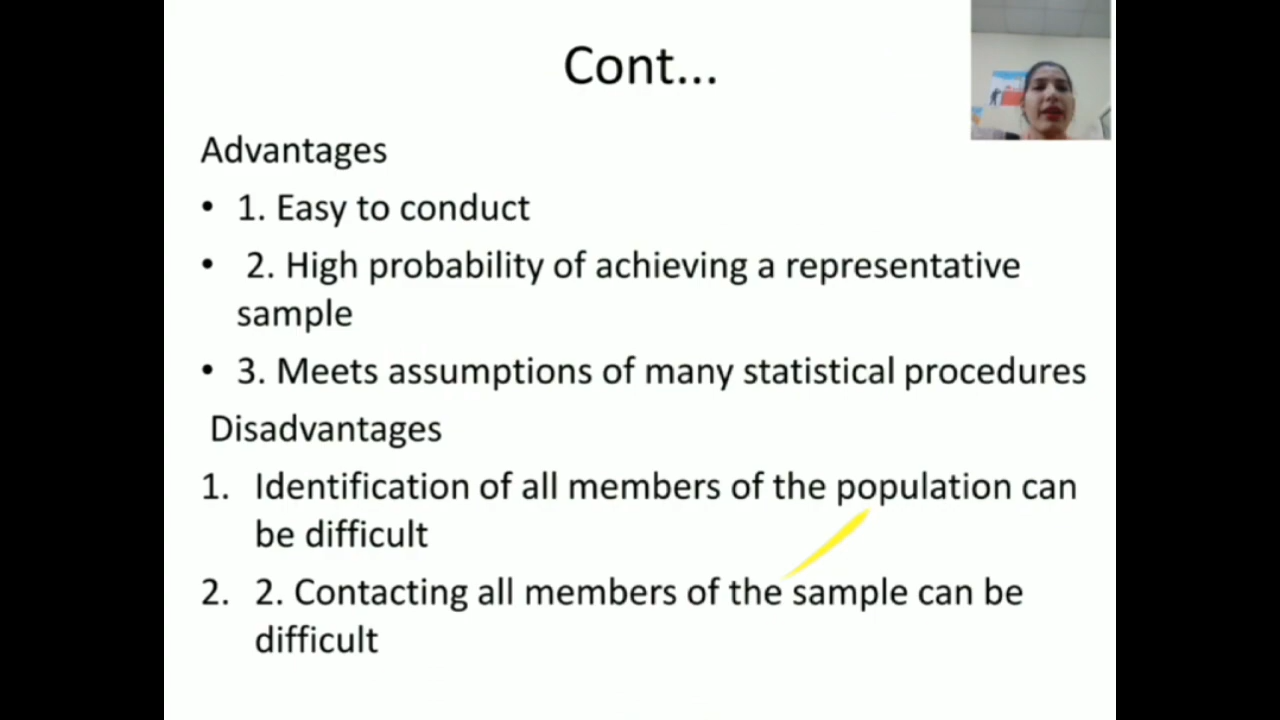 Cont...
Advantages
• 1. Easy to conduct
• 2. High probability of achieving a representative
sample
• 3. Meets assumptions of many statistical procedures
Disadvantages
1. Identification of all members of the population can
be difficult
2. 2. Contacting all members of the sample can be
difficult